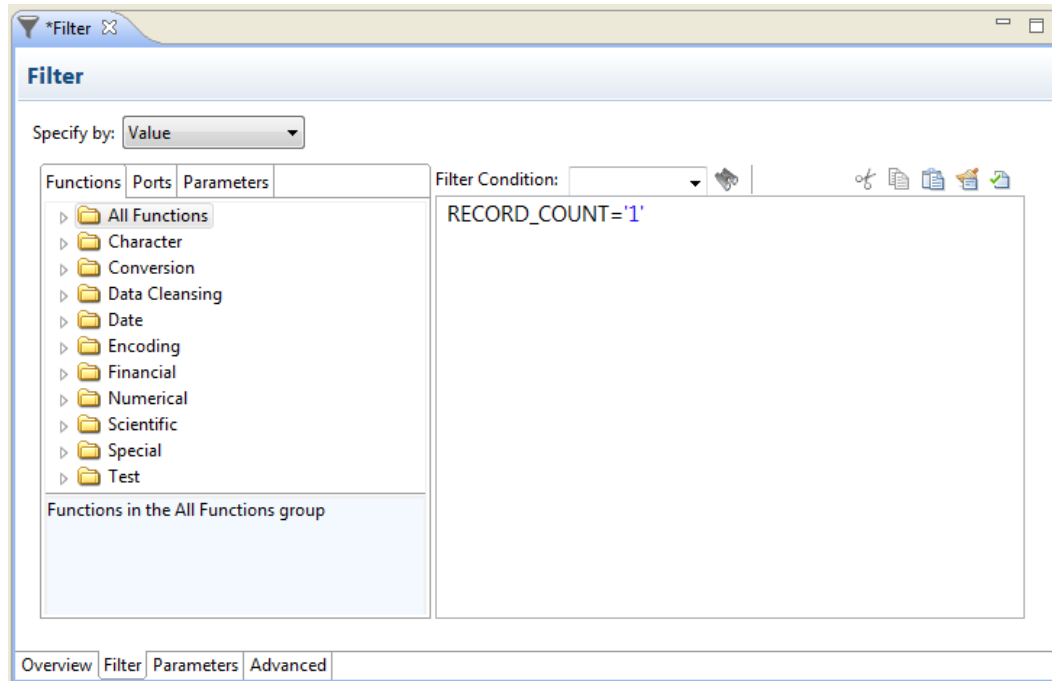 *Filter
Filter
Specify by: Value
Functions Ports Parameters
All Functions
Character
Conversion
Data Cleansing
Date
Encoding
Financial
Numerical
Scientific
Special
Test
Functions in the All Functions group
Filter Condition:
RECORD_COUNT='1'
Overview Filter Parameters Advanced